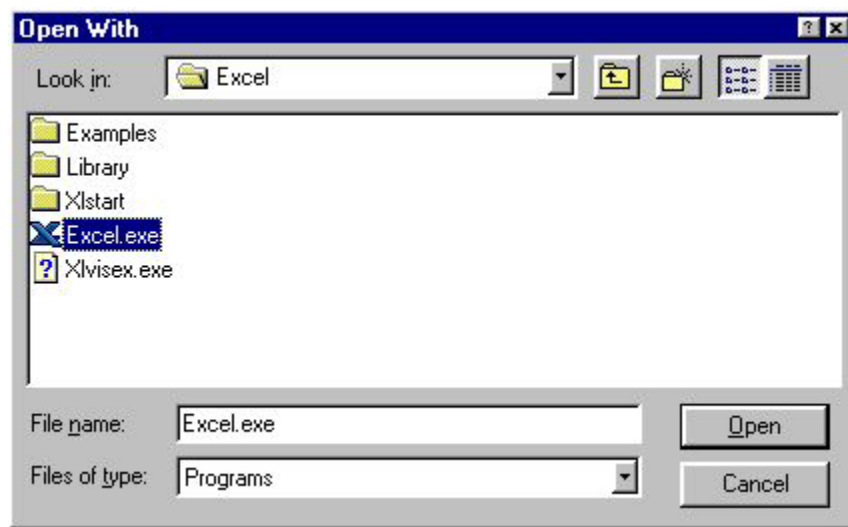 Open With
Look in: Excel
Examples
Library
Xlstart
Excel.exe
Xlvisex.exe
File name: Excel.exe Open
Files of type: Programs Cancel